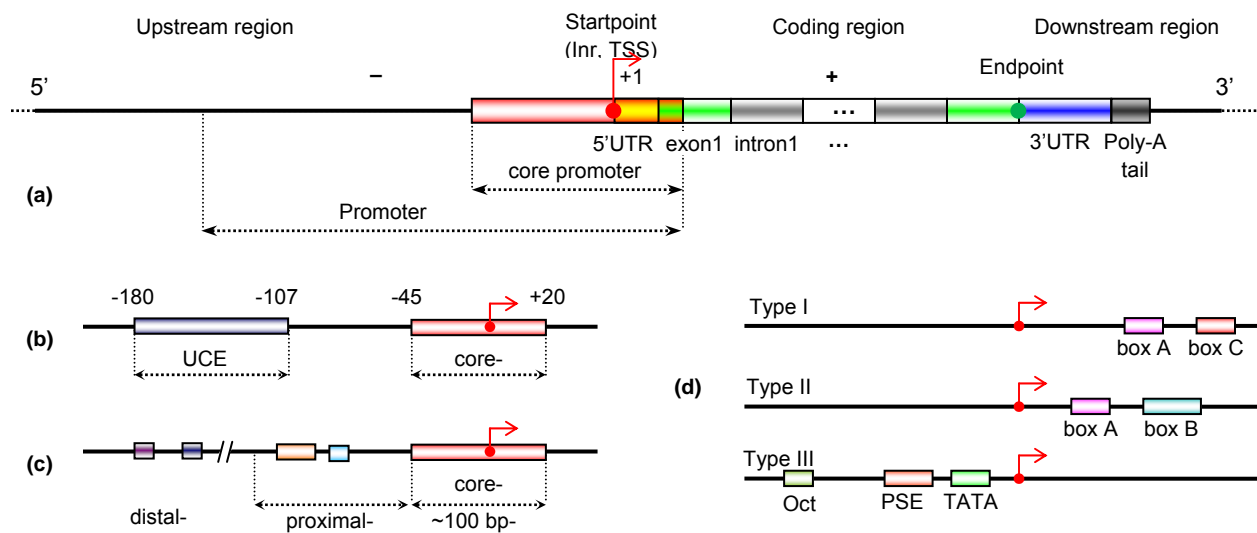 Upstream region
Startpoint
(Inr, TSS)
Coding region
Downstream region
5’
–
+1
+
Endpoint
3’
...
5’UTR
exon1
intron1
...
3’UTR
Poly-A
tail
core promoter
(a)
Promoter
-180
-107
-45
+20
(b)
UCE
core-
(c)
core-
distal-
proximal-
~100 bp-
(d)
Type I
box A
box C
Type II
box A
box B
Type III
Oct
PSE
TATA